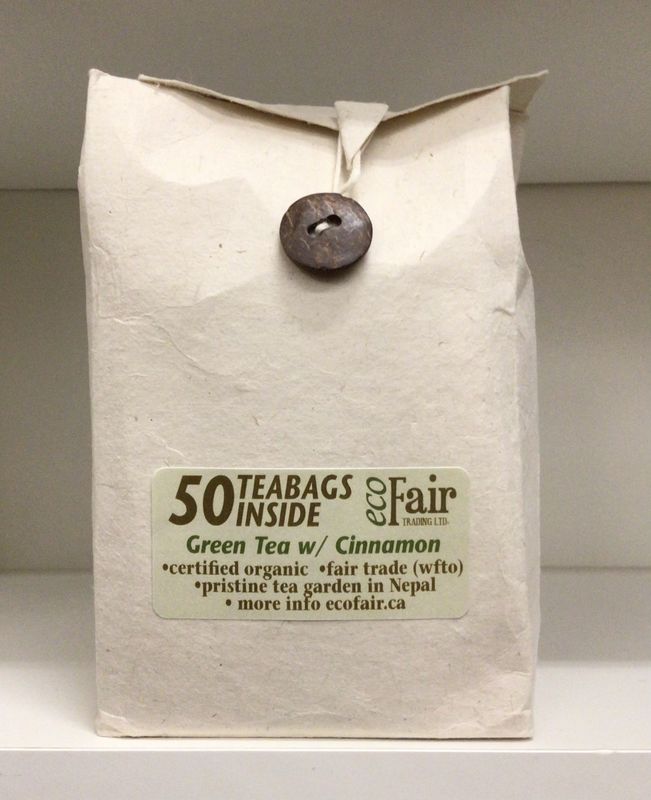 50 TEABAGS INSIDE
eco Fair
TRADING LTD.
Green Tea w/ Cinnamon
•certified organic •fair trade (wfto)
•pristine tea garden in Nepal
• more info ecofair.ca